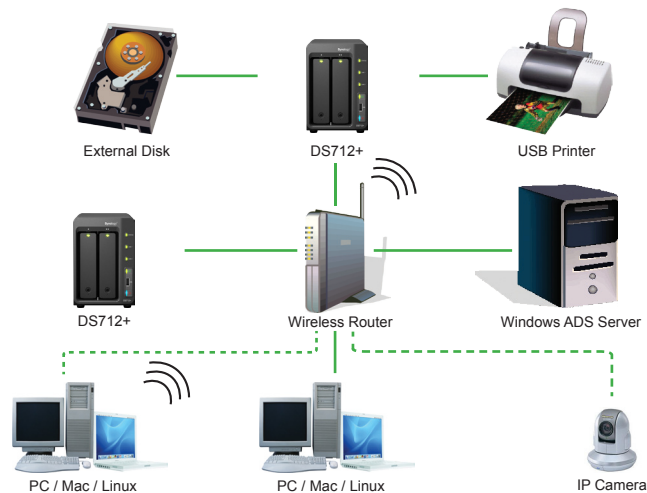 External Disk
DS712+
USB Printer
DS712+
Wireless Router
Windows ADS Server
PC / Mac / Linux
PC / Mac / Linux
IP Camera